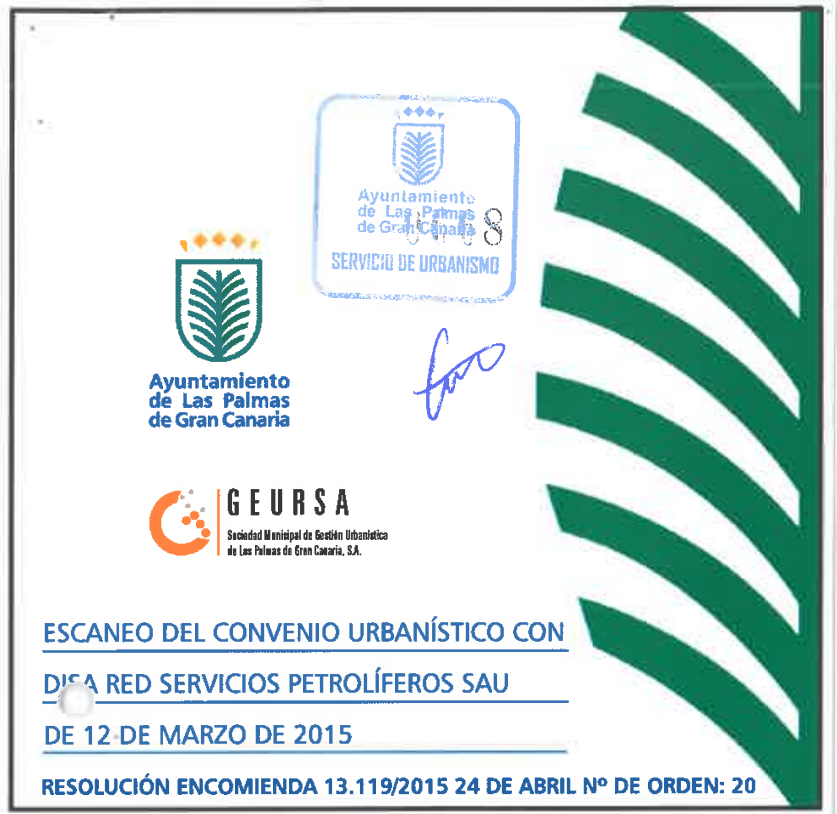 Ayuntamiento
de Las Palmas
de Gran Canaria
SERVICIO DE URBANISMO
Ayuntamiento
de Las Palmas
de Gran Canaria
GEURSA
Sociedad Municipal de Gestión Urbanística
de Las Palmas de Gran Canaria, S.A.
ESCANEO DEL CONVENIO URBANÍSTICO CON
DISA RED SERVICIOS PETROLÍFEROS SAU
DE 12 DE MARZO DE 2015
RESOLUCIÓN ENCOMIENDA 13.119/2015 24 DE ABRIL Nº DE ORDEN: 20